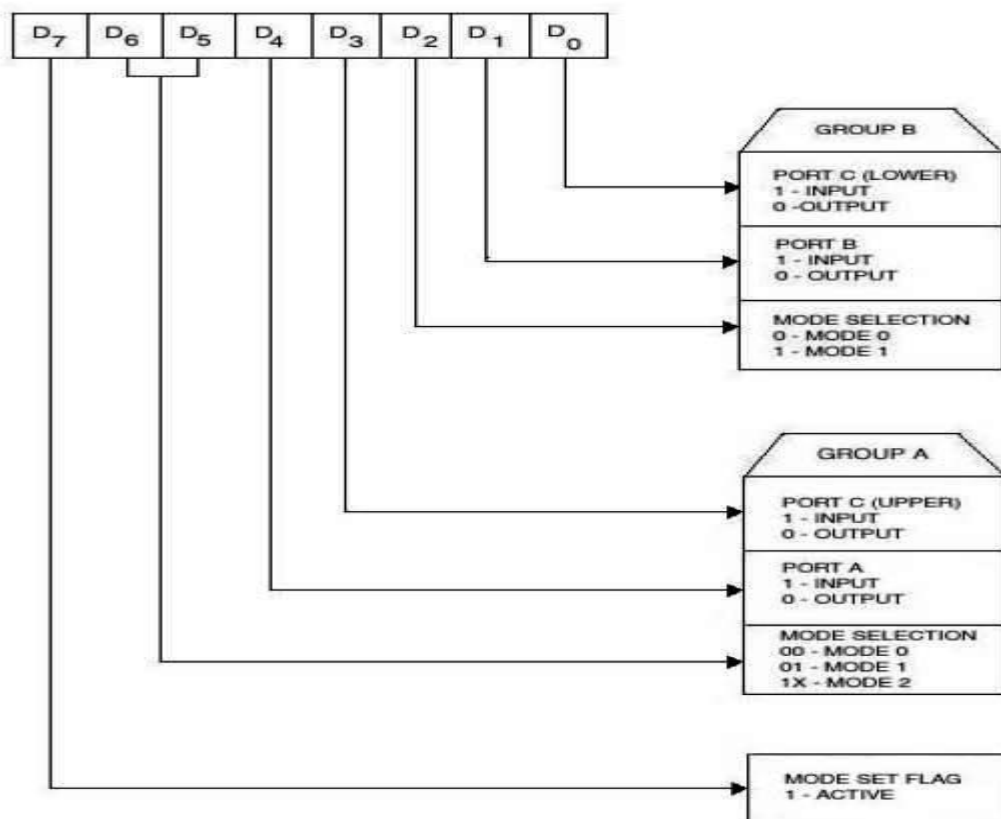 D7 D6 D5 D4 D3 D2 D1 D0
GROUP B
PORT C (LOWER)
1 - INPUT
0 -OUTPUT
PORT B
1 - INPUT
0 - OUTPUT
MODE SELECTION
0 - MODE 0
1 - MODE 1
GROUP A
PORT C (UPPER)
1 - INPUT
0 - OUTPUT
PORT A
1 - INPUT
0 - OUTPUT
MODE SELECTION
00 - MODE 0
01 - MODE 1
1X - MODE 2
MODE SET FLAG
1 - ACTIVE